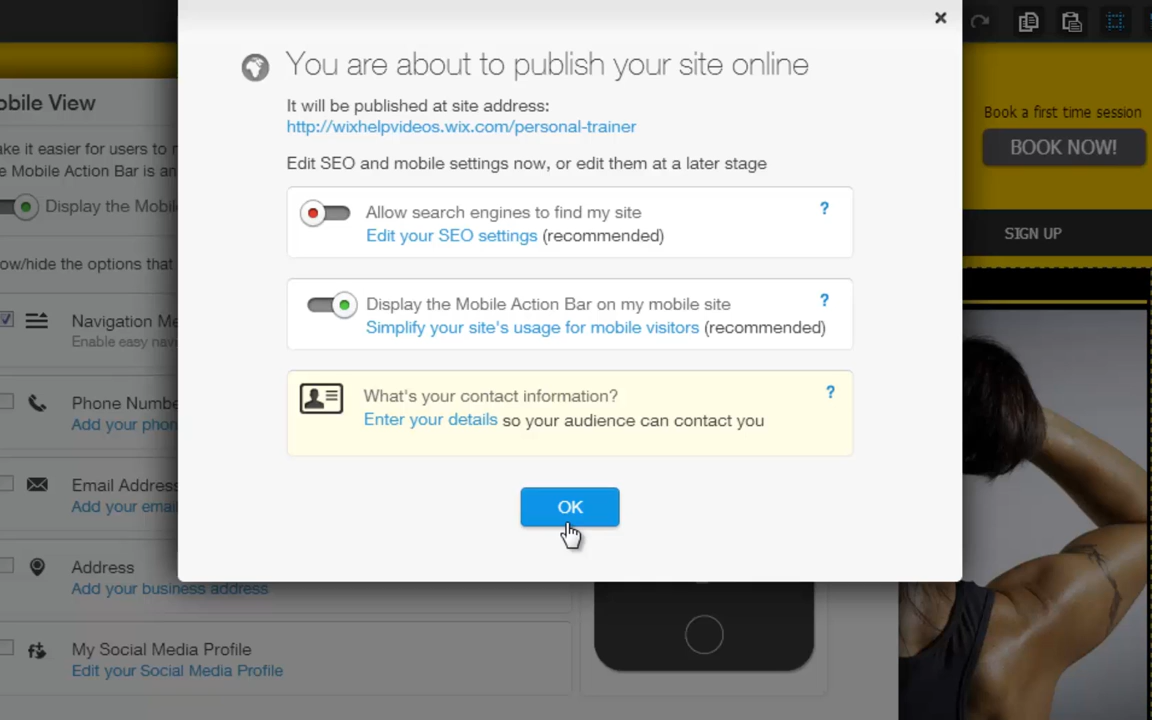 You are about to publish your site online
It will be published at site address:
http://wixhelpvideos.wix.com/personal-trainer
Edit SEO and mobile settings now, or edit them at a later stage
Allow search engines to find my site
?
Edit your SEO settings (recommended)
Display the Mobile Action Bar on my mobile site
?
Simplify your site's usage for mobile visitors (recommended)
What's your contact information?
?
Enter your details so your audience can contact you
OK
obile View
ake it easier for users to
e Mobile Action Bar is an
Display the Mobil
ow/hide the options that
Navigation Me
Enable easy nav
Phone Numbe
Add your phon
Email Address
Add your emai
Address
Add your business address
My Social Media Profile
Edit your Social Media Profile
Book a first time session
BOOK NOW!
SIGN UP